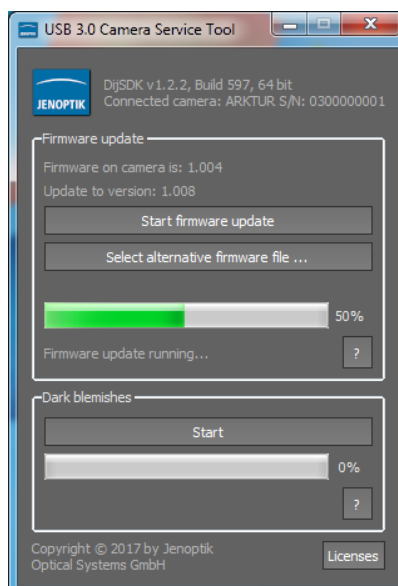 USB 3.0 Camera Service Tool
JENOPTIK
DijSDK v1.2.2, Build 597, 64 bit
Connected camera: ARKTUR S/N: 0300000001
Firmware update
Firmware on camera is: 1.004
Update to version: 1.008
Start firmware update
Select alternative firmware file ...
50%
Firmware update running...
?
Dark blemishes
Start
0%
?
Copyright © 2017 by Jenoptik
Optical Systems GmbH
Licenses